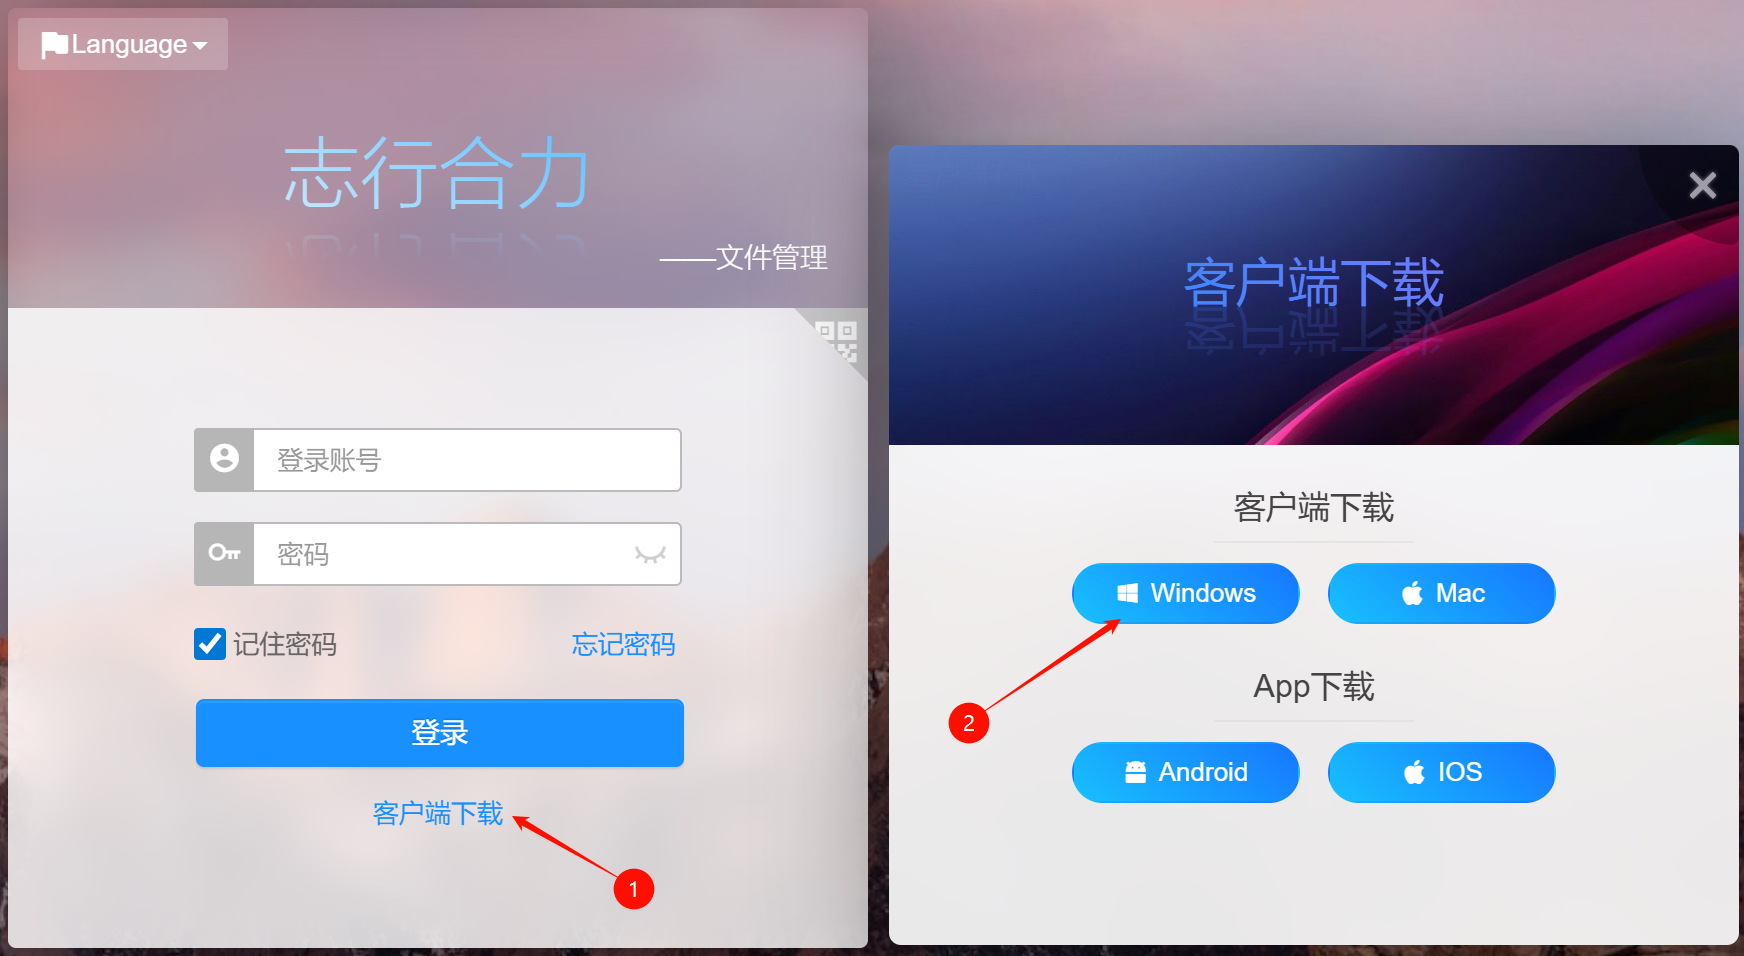 Language
志行合力
——文件管理
登录账号
密码
记住密码
忘记密码
登录
客户端下载
1
客户端下载
客户端下载
Windows
Mac
2
App下载
Android
IOS